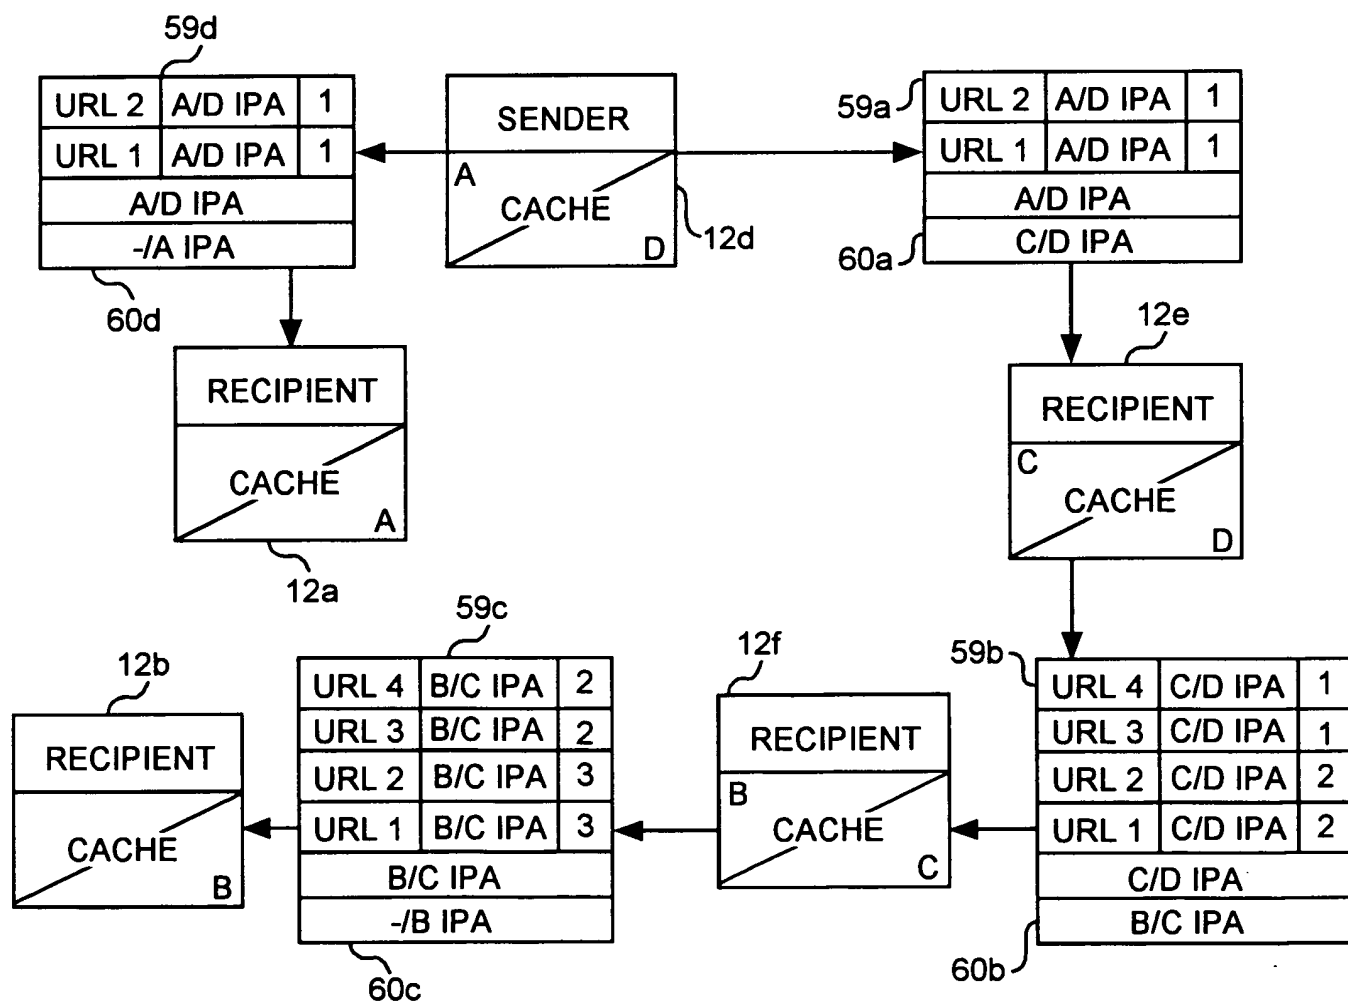 59d
URL 2 A/D IPA 1
URL 1 A/D IPA 1
A/D IPA
-/A IPA
60d
SENDER
A
CACHE
D
12d
59a
URL 2 A/D IPA 1
URL 1 A/D IPA 1
A/D IPA
C/D IPA
60a
RECIPIENT
CACHE
A
12a
12e
RECIPIENT
C
CACHE
D
12b
RECIPIENT
CACHE
B
59c
URL 4 B/C IPA 2
URL 3 B/C IPA 2
URL 2 B/C IPA 3
URL 1 B/C IPA 3
B/C IPA
-/B IPA
60c
12f
RECIPIENT
B
CACHE
C
59b
URL 4 C/D IPA 1
URL 3 C/D IPA 1
URL 2 C/D IPA 2
URL 1 C/D IPA 2
C/D IPA
B/C IPA
60b